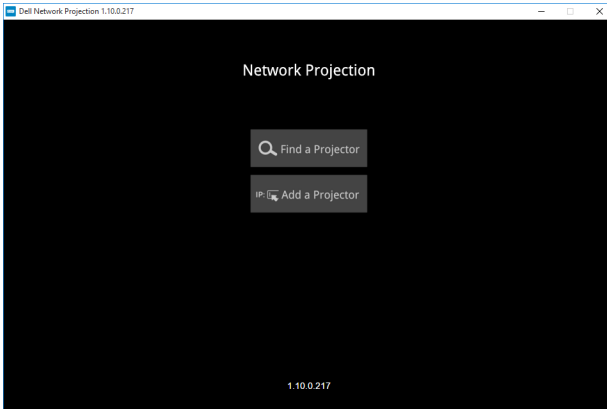 Dell Network Projection 1.10.0.217
Network Projection
Find a Projector
IP: Add a Projector
1.10.0.217